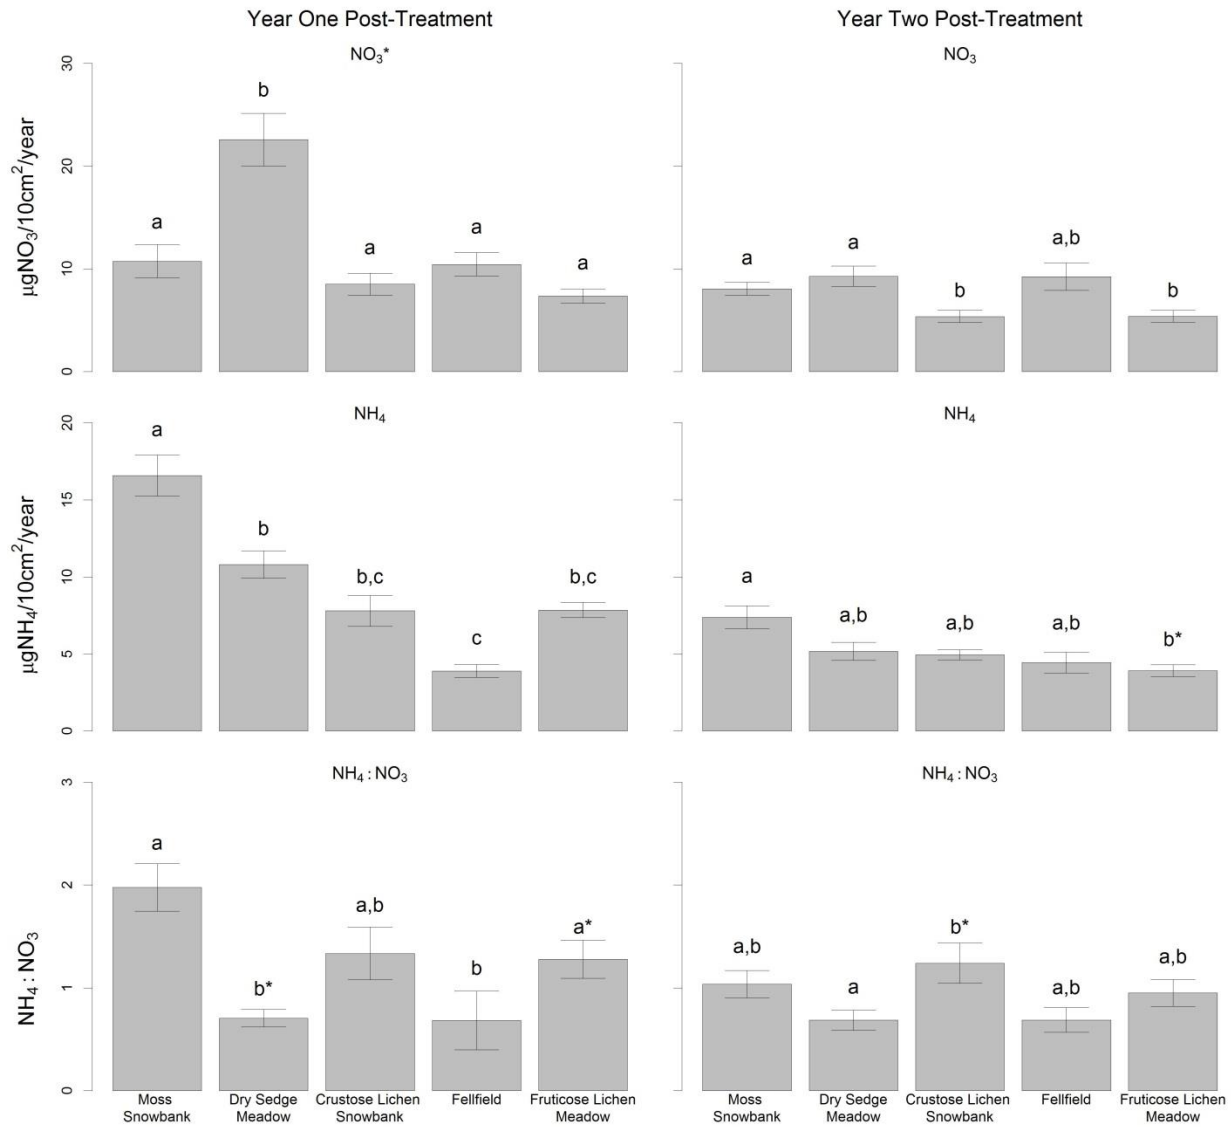 Year One Post-Treatment
Year Two Post-Treatment
NO₃*
NO₃
µgNO₃/10cm²/year
30
20
10
0
b
a
a
a
a
a
a
b
a,b
b
NH₄
NH₄
µgNH₄/10cm²/year
20
15
10
5
0
a
b
b,c
c
b,c
a
a,b
a,b
a,b
b*
NH₄ : NO₃
NH₄ : NO₃
NH₄ : NO₃
3
2
1
0
a
b*
a,b
b
a*
a,b
a
b*
a,b
a,b
Moss
Snowbank
Dry Sedge
Meadow
Crustose Lichen
Snowbank
Fellfield
Fruticose Lichen
Meadow
Moss
Snowbank
Dry Sedge
Meadow
Crustose Lichen
Snowbank
Fellfield
Fruticose Lichen
Meadow